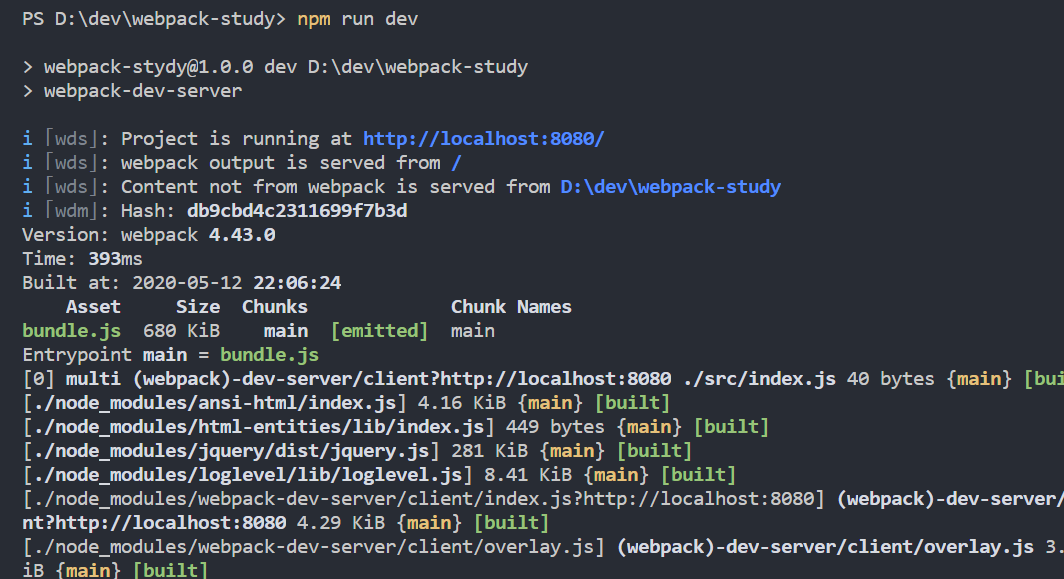 PS D:\dev\webpack-study> npm run dev
> webpack-stydy@1.0.0 dev D:\dev\webpack-study
> webpack-dev-server
i ｢wds｣: Project is running at http://localhost:8080/
i ｢wds｣: webpack output is served from /
i ｢wds｣: Content not from webpack is served from D:\dev\webpack-study
i ｢wdm｣: Hash: db9cbd4c2311699f7b3d
Version: webpack 4.43.0
Time: 393ms
Built at: 2020-05-12 22:06:24
Asset Size Chunks Chunk Names
bundle.js 680 KiB main [emitted] main
Entrypoint main = bundle.js
[0] multi (webpack)-dev-server/client?http://localhost:8080 ./src/index.js 40 bytes {main} [bui
[./node_modules/ansi-html/index.js] 4.16 KiB {main} [built]
[./node_modules/html-entities/lib/index.js] 449 bytes {main} [built]
[./node_modules/jquery/dist/jquery.js] 281 KiB {main} [built]
[./node_modules/loglevel/lib/loglevel.js] 8.41 KiB {main} [built]
[./node_modules/webpack-dev-server/client/index.js?http://localhost:8080] (webpack)-dev-server/
nt?http://localhost:8080 4.29 KiB {main} [built]
[./node_modules/webpack-dev-server/client/overlay.js] (webpack)-dev-server/client/overlay.js 3.
iB {main} [built]